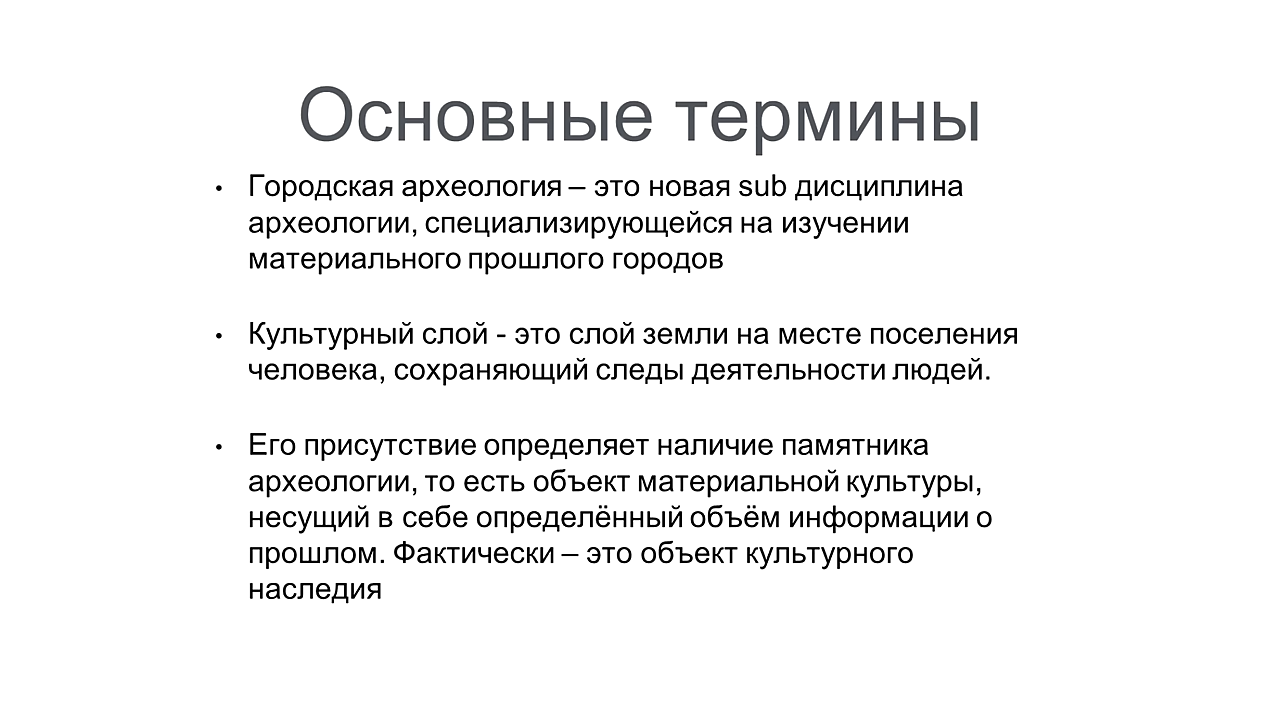 Основные термины
• Городская археология – это новая sub дисциплина
археологии, специализирующейся на изучении
материального прошлого городов
• Культурный слой - это слой земли на месте поселения
человека, сохраняющий следы деятельности людей.
• Его присутствие определяет наличие памятника
археологии, то есть объект материальной культуры,
несущий в себе определённый объём информации о
прошлом. Фактически – это объект культурного
наследия